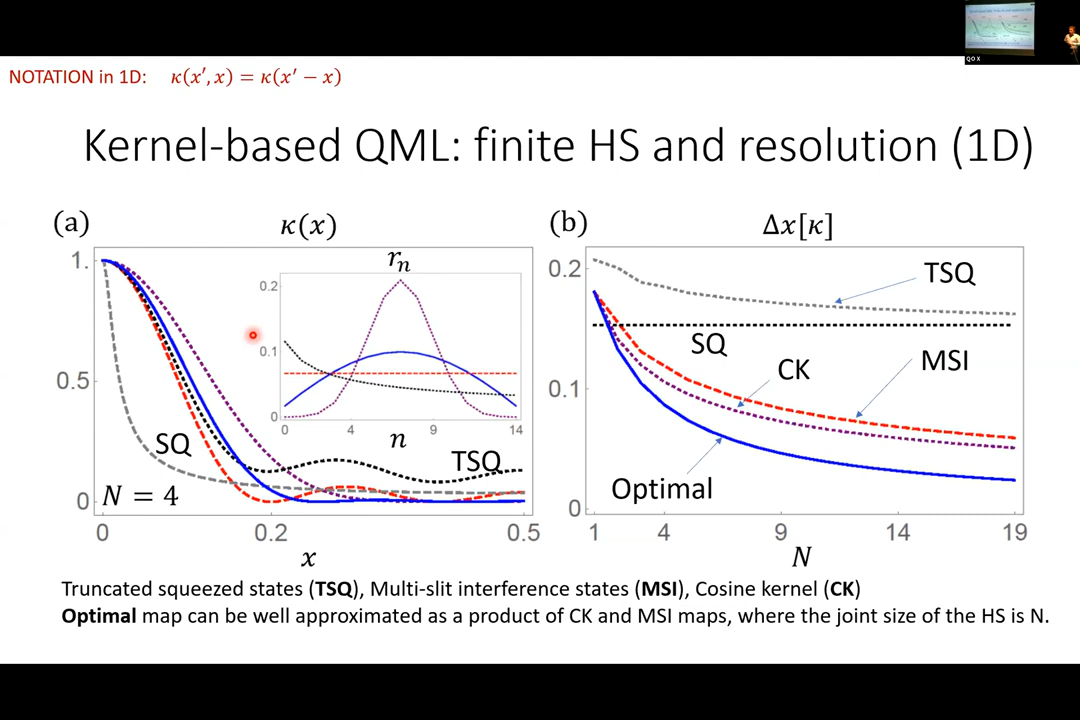 NOTATION in 1D: κ(x′, x) = κ(x′ − x)
QO X
Kernel-based QML: finite HS and resolution (1D)
(a)
κ(x)
1.
0.5
0
SQ
TSQ
N = 4
0
0.2
0.5
x
r_n
0.2
0.1
0
0
4
9
14
n
(b)
Δx[κ]
0.2
0.1
0
TSQ
SQ
CK
MSI
Optimal
1
4
9
14
19
N
Truncated squeezed states (TSQ), Multi-slit interference states (MSI), Cosine kernel (CK)
Optimal map can be well approximated as a product of CK and MSI maps, where the joint size of the HS is N.